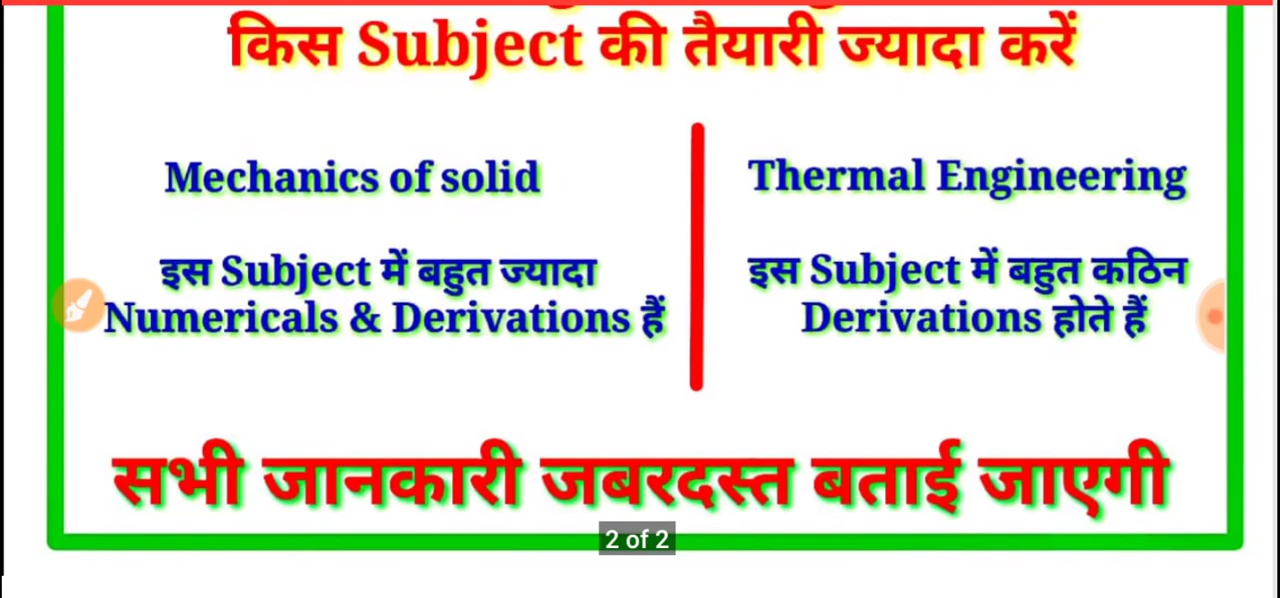 किस Subject की तैयारी ज्यादा करें
Mechanics of solid
इस Subject में बहुत ज्यादा
Numericals & Derivations हैं
Thermal Engineering
इस Subject में बहुत कठिन
Derivations होते हैं
सभी जानकारी जबरदस्त बताई जाएगी
2 of 2